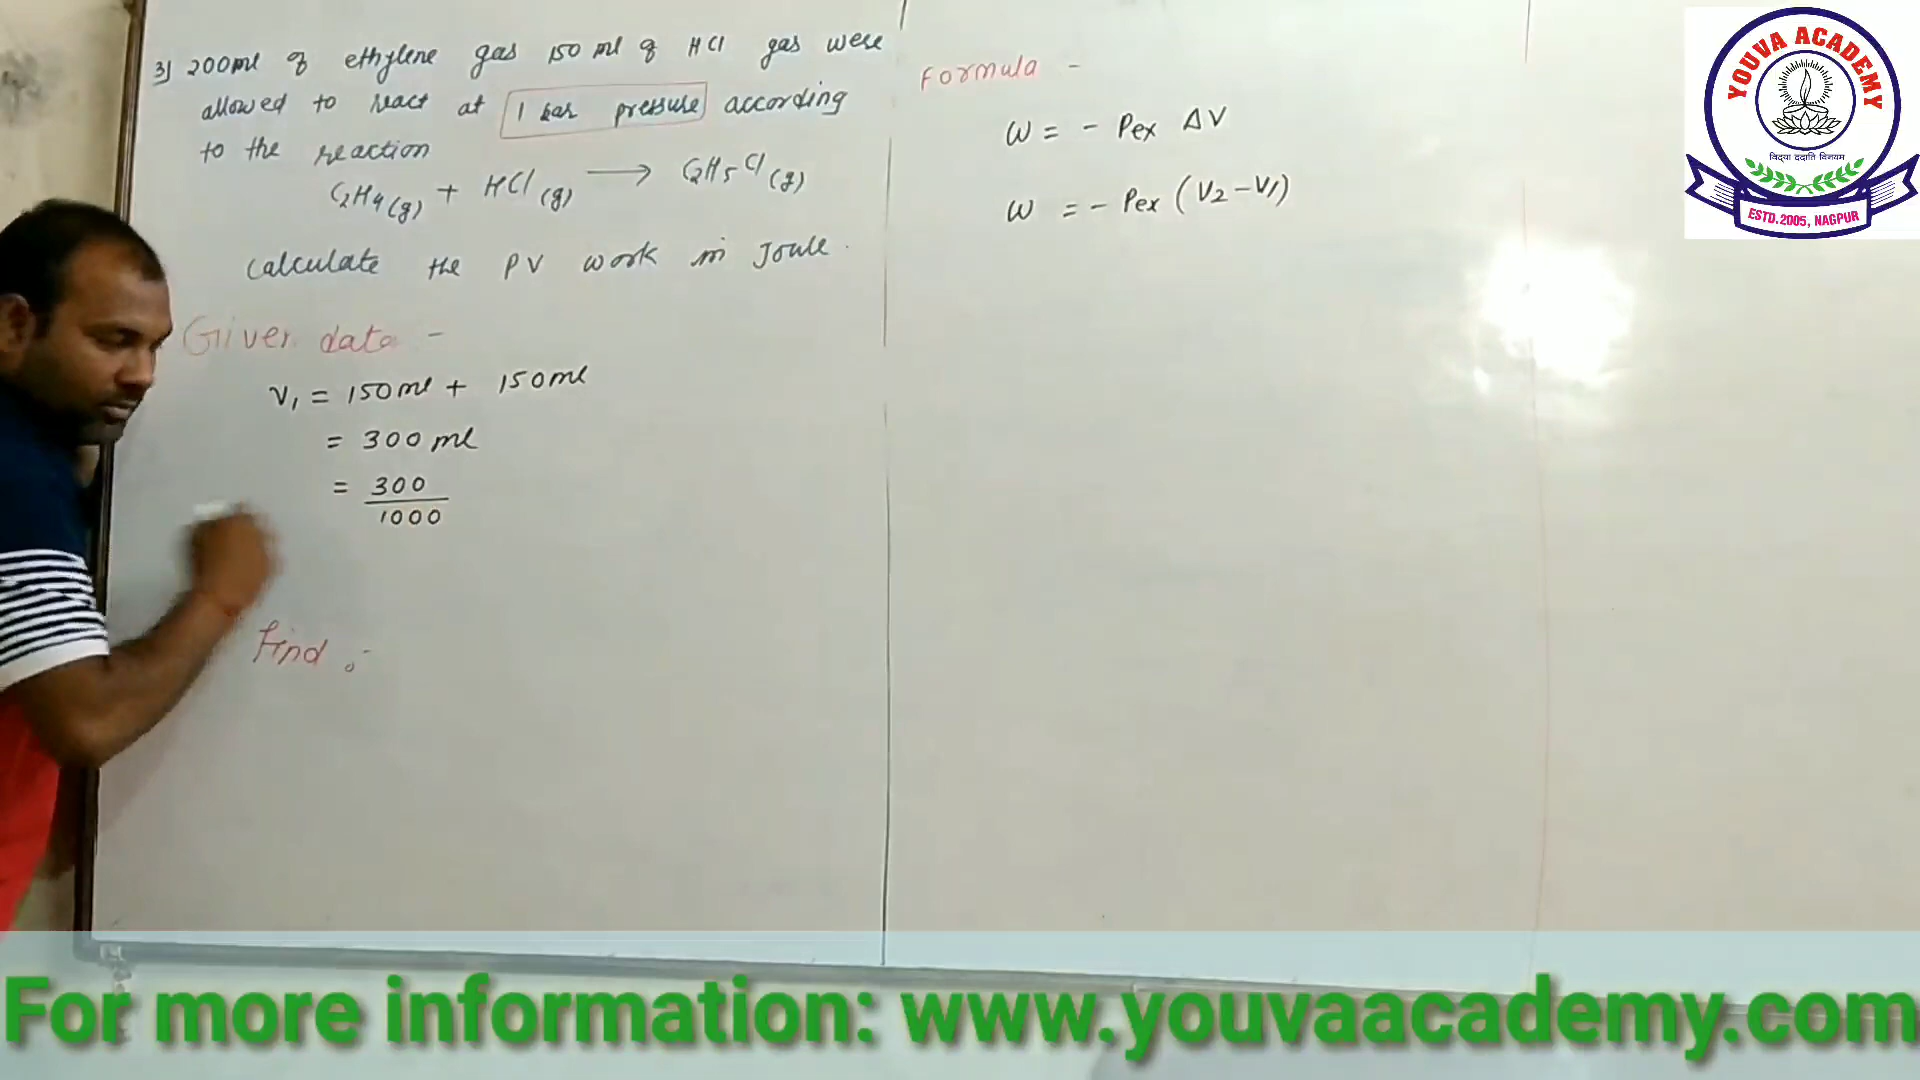 3) 200ml of ethylene gas 150 ml of HCl gas were
allowed to react at 1 bar pressure according
to the reaction
C2H4(g) + HCl(g) ⟶ C2H5Cl(g)
Calculate the PV work in Joule.
Given data -
V1 = 150ml + 150ml
= 300 ml
= 300
1000
Find :-
Formula -
W = - Pex ΔV
W = - Pex (V2 - V1)
YOUVA ACADEMY
विद्या ददाति विनयम
ESTD.2005, NAGPUR
For more information: www.youvaacademy.com